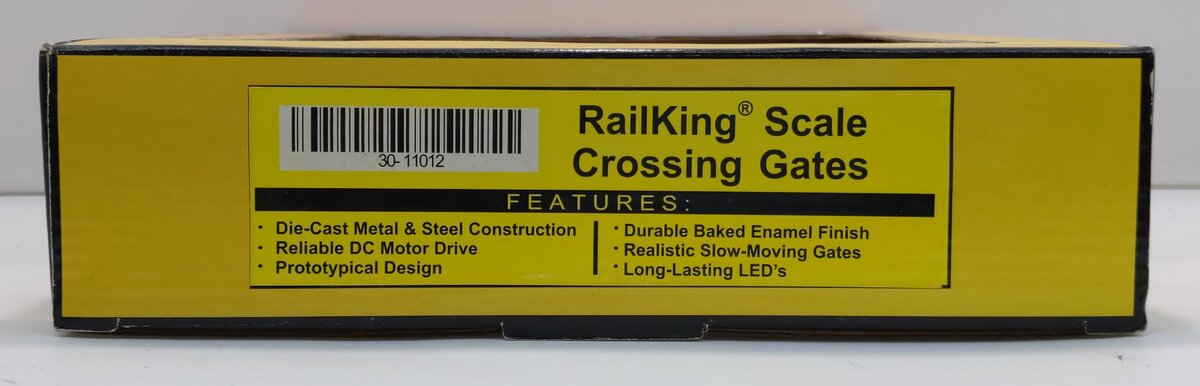 30-11012
RailKing® Scale
Crossing Gates
FEATURES:
· Die-Cast Metal & Steel Construction
· Reliable DC Motor Drive
· Prototypical Design
· Durable Baked Enamel Finish
· Realistic Slow-Moving Gates
· Long-Lasting LED's